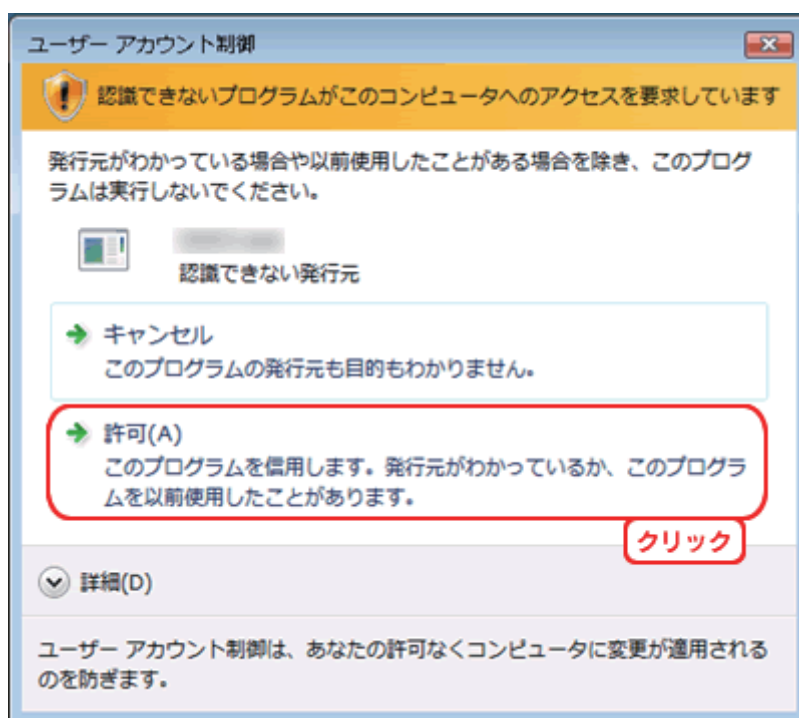 ユーザー アカウント制御
認識できないプログラムがこのコンピュータへのアクセスを要求しています
発行元がわかっている場合や以前使用したことがある場合を除き、このプログ
ラムは実行しないでください。
認識できない発行元
キャンセル
このプログラムの発行元も目的もわかりません。
許可(A)
このプログラムを信用します。発行元がわかっているか、このプログラ
ムを以前使用したことがあります。
クリック
詳細(D)
ユーザー アカウント制御は、あなたの許可なくコンピュータに変更が適用される
のを防ぎます。